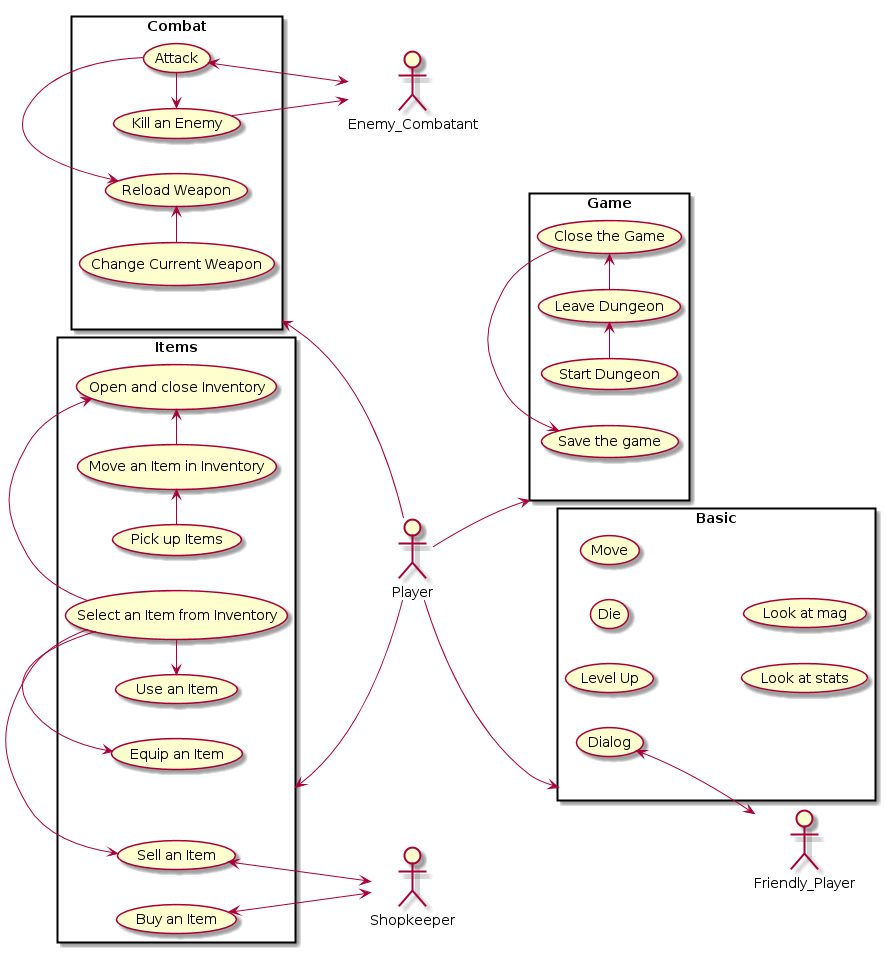 Combat
Attack
Kill an Enemy
Reload Weapon
Change Current Weapon
Enemy_Combatant
Game
Close the Game
Leave Dungeon
Start Dungeon
Save the game
Items
Open and close Inventory
Move an Item in Inventory
Pick up Items
Select an Item from Inventory
Use an Item
Equip an Item
Sell an Item
Buy an Item
Player
Shopkeeper
Basic
Move
Die
Look at mag
Level Up
Look at stats
Dialog
Friendly_Player